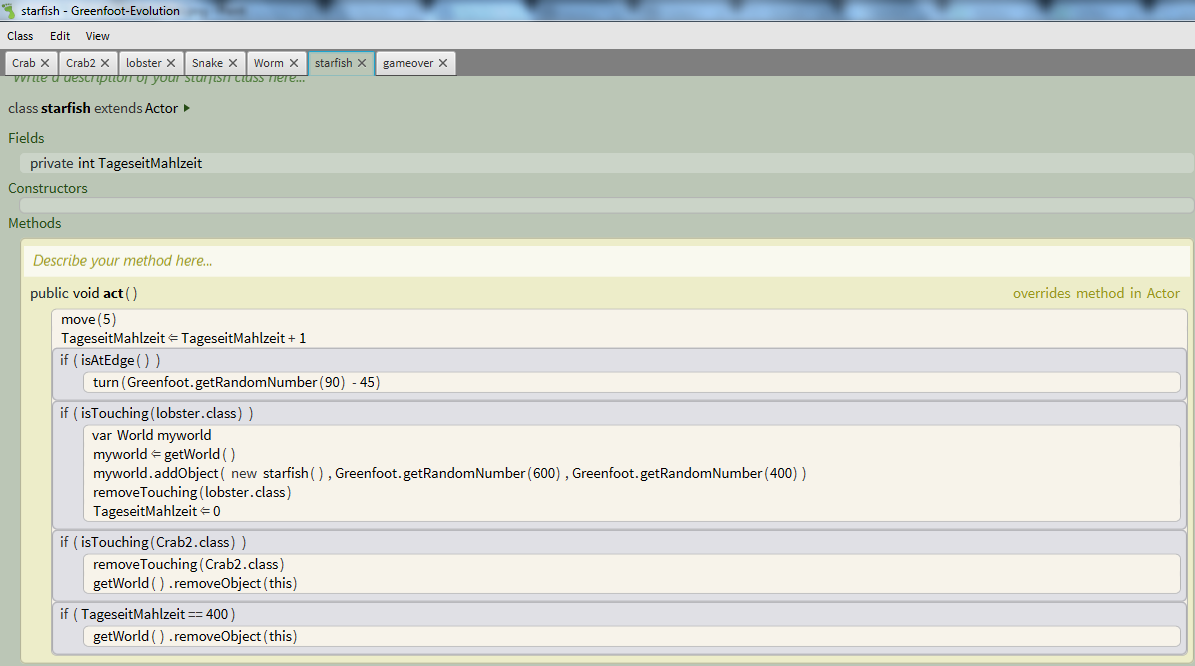 starfish - Greenfoot-Evolution
Class Edit View
Crab Crab2 lobster Snake Worm starfish gameover
Write a description of your starfish class here...
class starfish extends Actor
Fields
private int TageseitMahlzeit
Constructors
Methods
Describe your method here...
public void act ( ) overrides method in Actor
move ( 5 )
TageseitMahlzeit ⇐ TageseitMahlzeit + 1
if ( isAtEdge ( ) )
turn ( Greenfoot.getRandomNumber ( 90 ) - 45 )
if ( isTouching ( lobster.class ) )
var World myworld
myworld ⇐ getWorld ( )
myworld.addObject ( new starfish ( ) , Greenfoot.getRandomNumber ( 600 ) , Greenfoot.getRandomNumber ( 400 ) )
removeTouching ( lobster.class )
TageseitMahlzeit ⇐ 0
if ( isTouching ( Crab2.class ) )
removeTouching ( Crab2.class )
getWorld ( ) .removeObject ( this )
if ( TageseitMahlzeit == 400 )
getWorld ( ) .removeObject ( this )